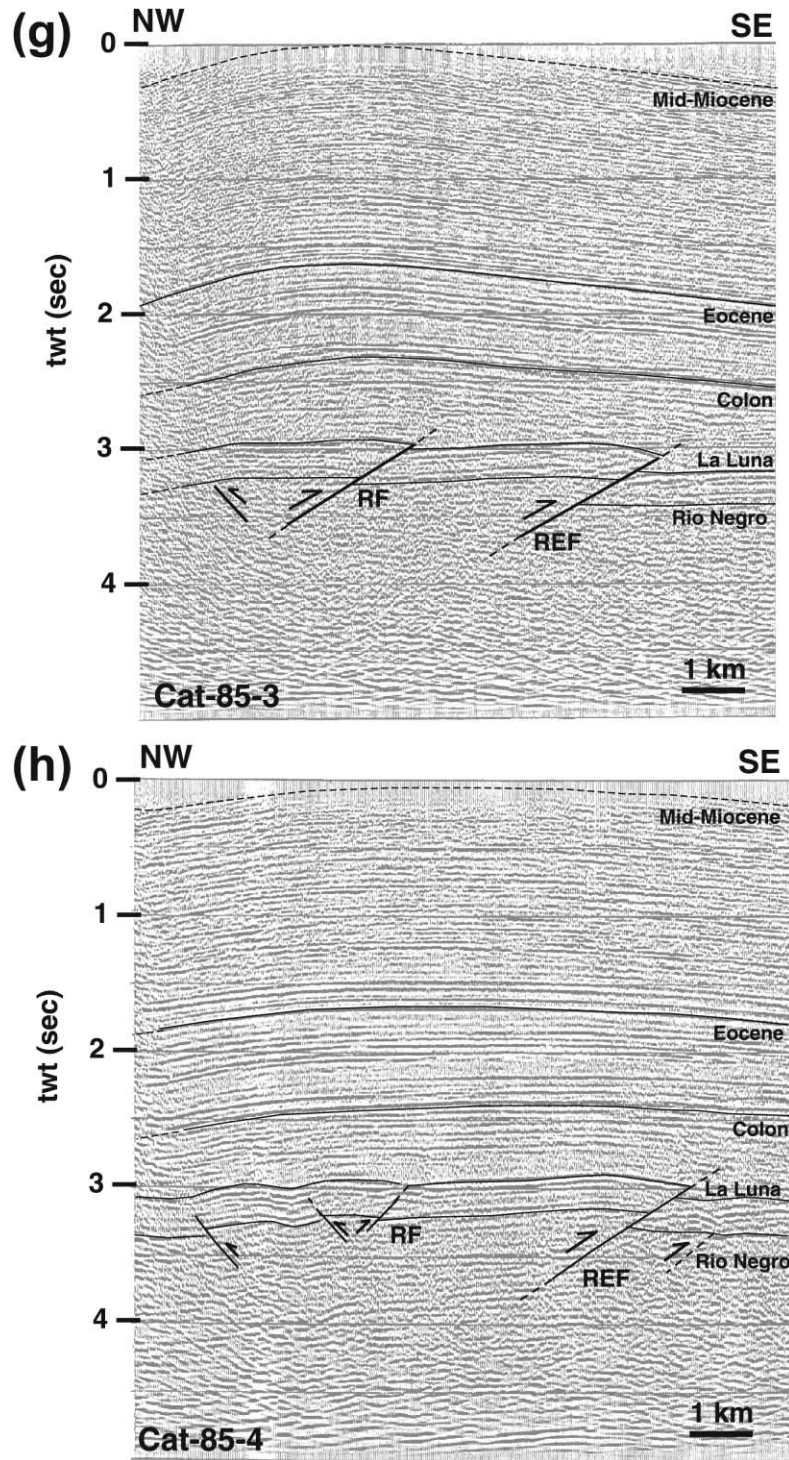 (g) NW SE
0
Mid-Miocene
1
twt (sec)
Eocene
2
Colon
3
La Luna
RF
Rio Negro
REF
4
1 km
Cat-85-3
(h) NW SE
0
Mid-Miocene
1
twt (sec)
Eocene
2
Colon
3
La Luna
RF
Rio Negro
REF
4
1 km
Cat-85-4